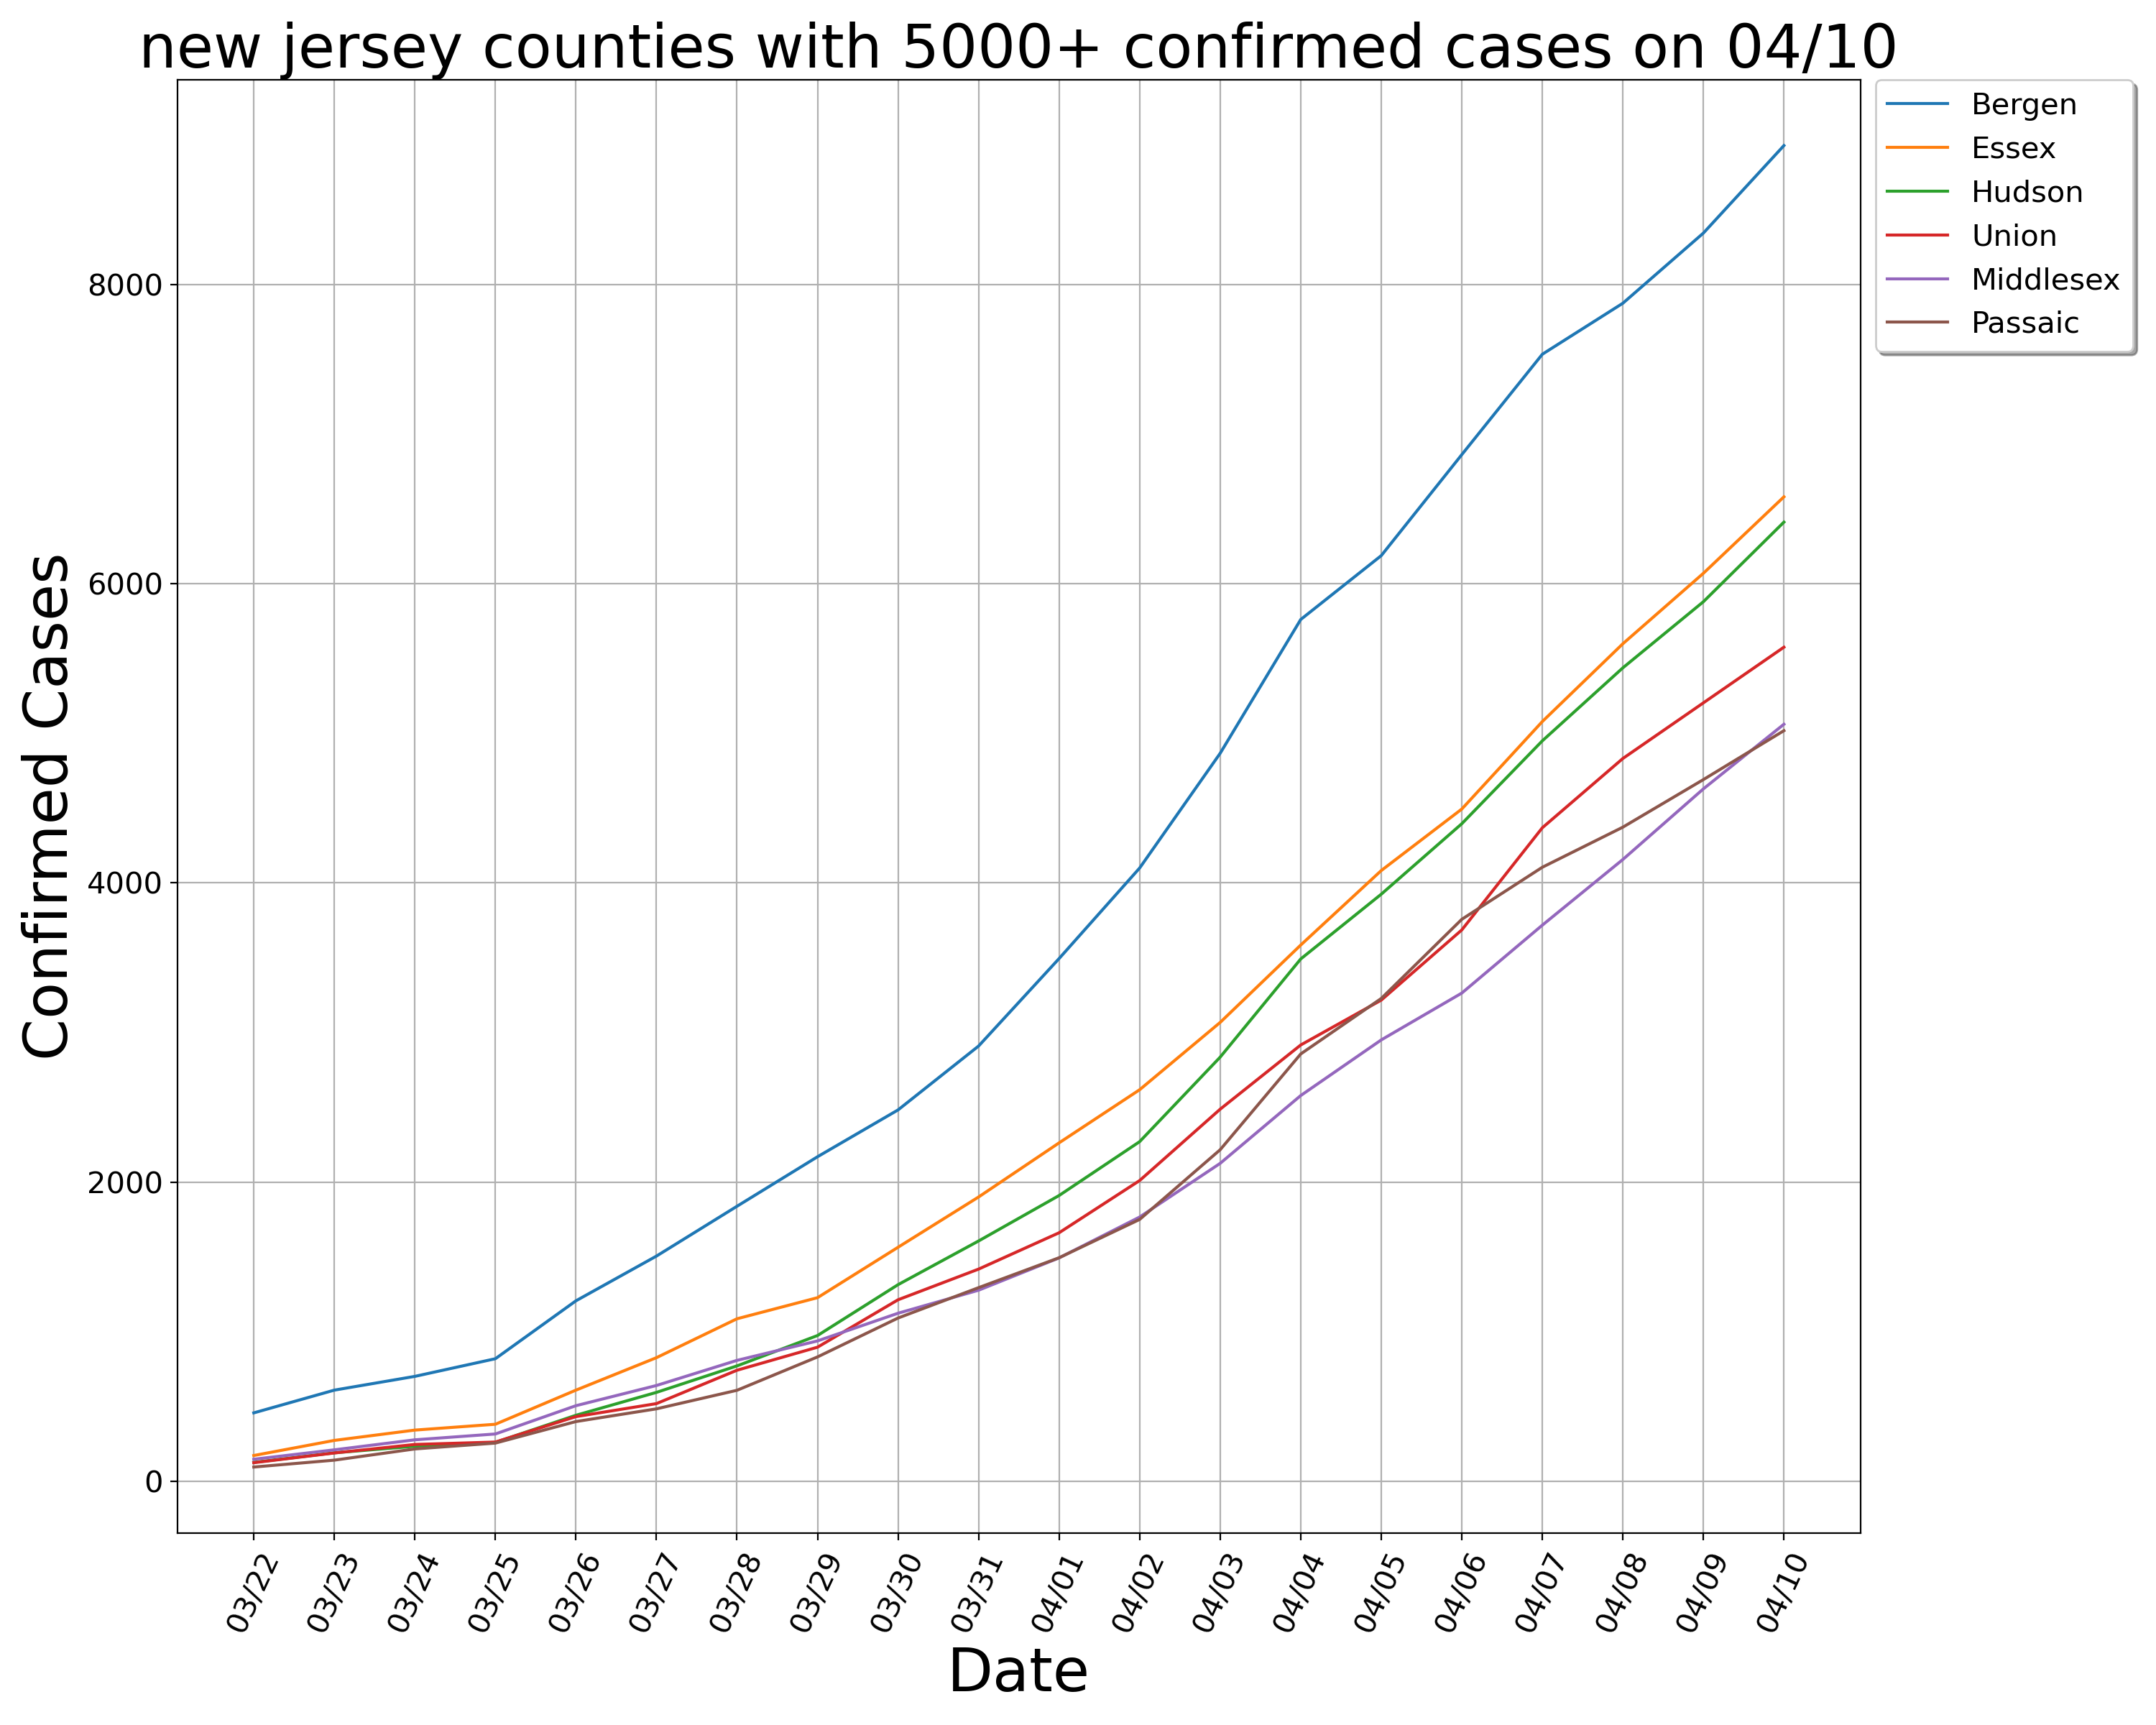 new jersey counties with 5000+ confirmed cases on 04/10
Bergen
Essex
Hudson
Union
Middlesex
Passaic
Confirmed Cases
8000
6000
4000
2000
0
03/22
03/23
03/24
03/25
03/26
03/27
03/28
03/29
03/30
03/31
04/01
04/02
04/03
04/04
04/05
04/06
04/07
04/08
04/09
04/10
Date